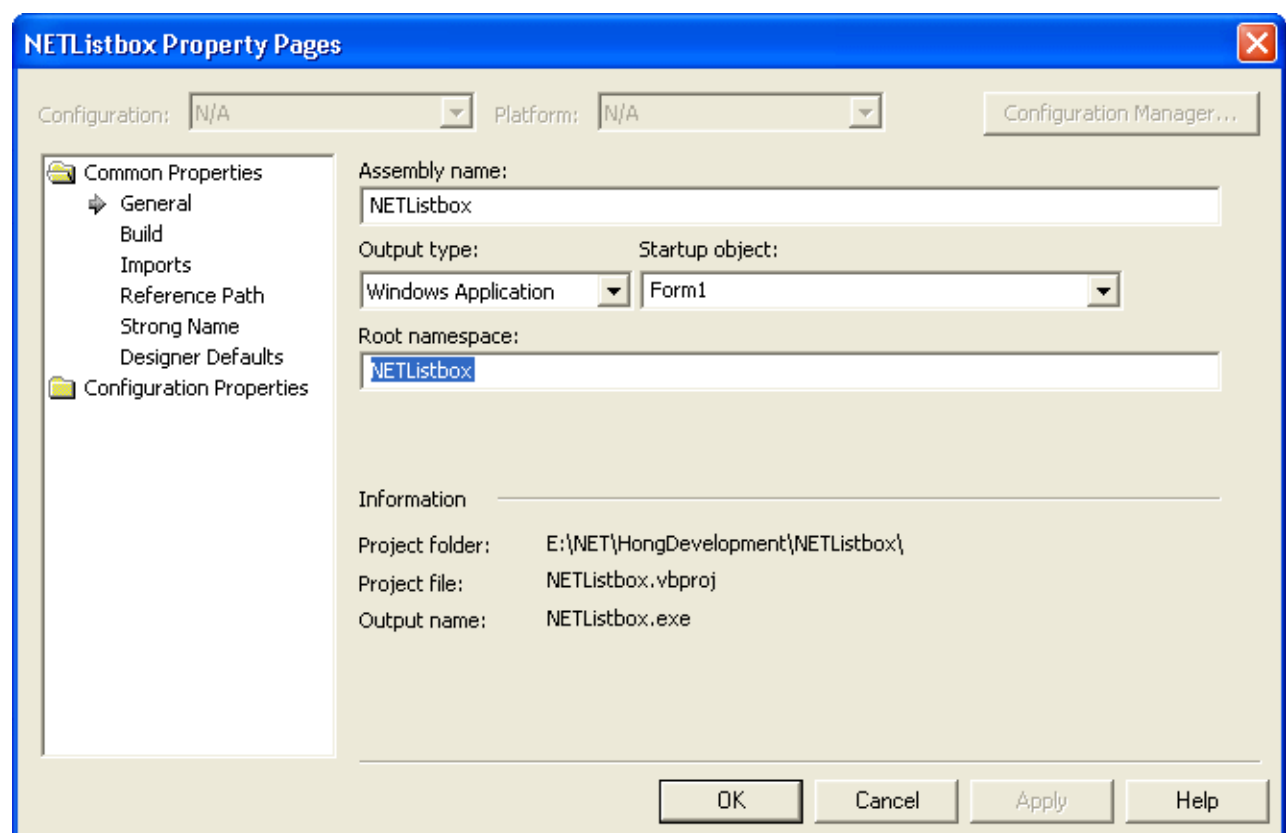 NETListbox Property Pages
Configuration: N/A Platform: N/A Configuration Manager...
Common Properties
General
Build
Imports
Reference Path
Strong Name
Designer Defaults
Configuration Properties
Assembly name:
NETListbox
Output type: Startup object:
Windows Application Form1
Root namespace:
NETListbox
Information
Project folder: E:\NET\HongDevelopment\NETListbox\
Project file: NETListbox.vbproj
Output name: NETListbox.exe
OK Cancel Apply Help